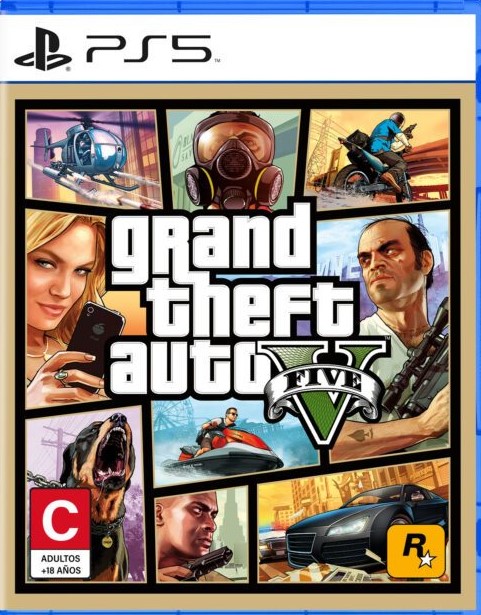 PS5
grand
theft
auto
V
FIVE
C
ADULTOS
+18 AÑOS
R